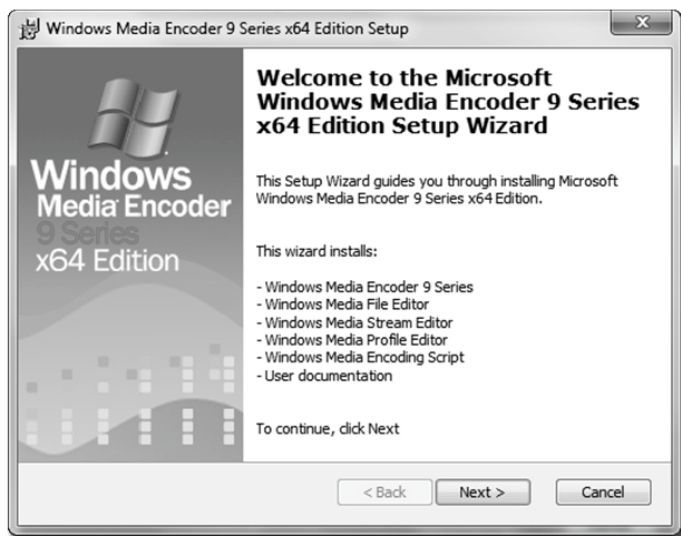 Windows Media Encoder 9 Series x64 Edition Setup
Welcome to the Microsoft
Windows Media Encoder 9 Series
x64 Edition Setup Wizard
Windows
Media Encoder
9 Series
x64 Edition
This Setup Wizard guides you through installing Microsoft
Windows Media Encoder 9 Series x64 Edition.
This wizard installs:
- Windows Media Encoder 9 Series
- Windows Media File Editor
- Windows Media Stream Editor
- Windows Media Profile Editor
- Windows Media Encoding Script
- User documentation
To continue, click Next
< Back
Next >
Cancel